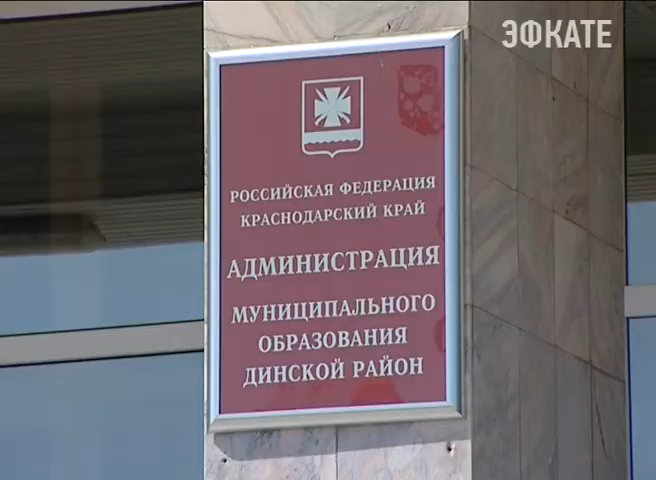 ЭФКАТЕ
РОССИЙСКАЯ ФЕДЕРАЦИЯ
КРАСНОДАРСКИЙ КРАЙ
АДМИНИСТРАЦИЯ
МУНИЦИПАЛЬНОГО
ОБРАЗОВАНИЯ
ДИНСКОЙ РАЙОН